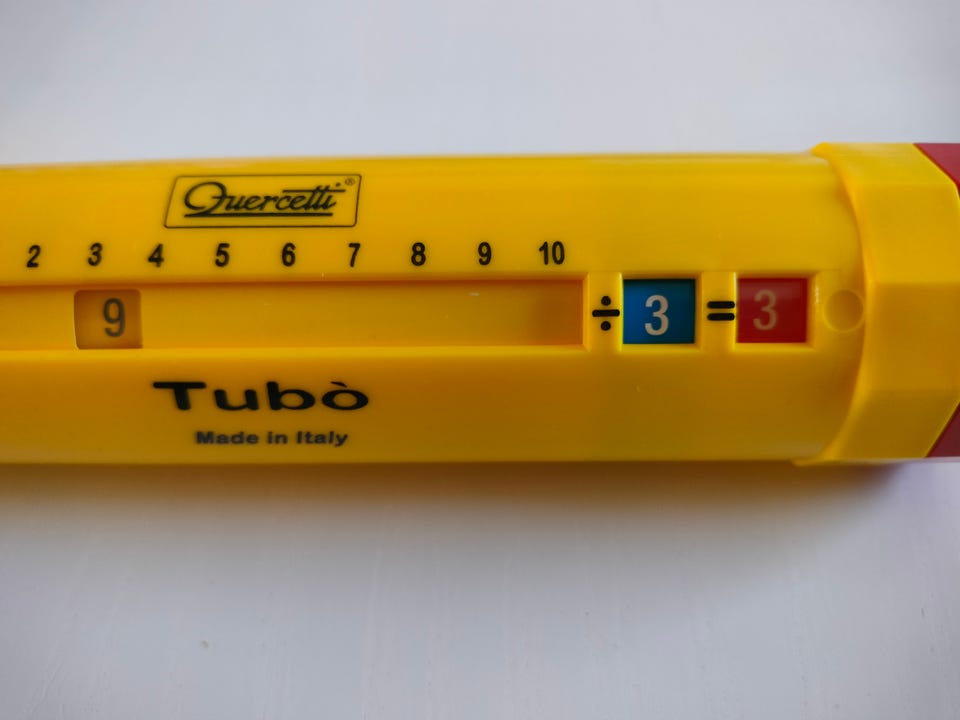 Quercetti®
2 3 4 5 6 7 8 9 10
9 ÷ 3 = 3
Tubò
Made in Italy